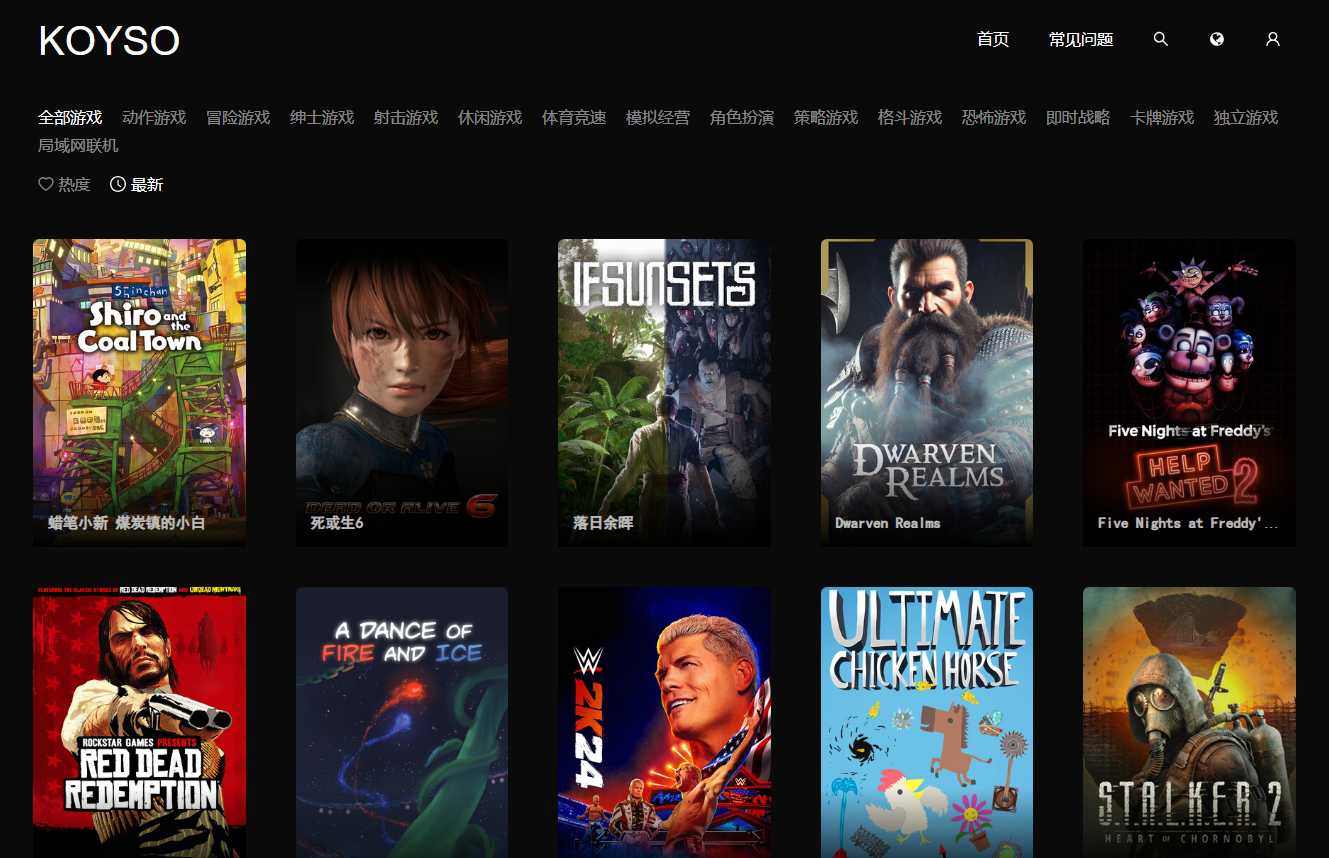 KOYSO
首页 常见问题
全部游戏 动作游戏 冒险游戏 绅士游戏 射击游戏 休闲游戏 体育竞速 模拟经营 角色扮演 策略游戏 格斗游戏 恐怖游戏 即时战略 卡牌游戏 独立游戏
局域网联机
热度 最新
Shinchan
Shiro and the
Coal Town
蜡笔小新 煤炭镇的小白
DEAD OR ALIVE 6
死或生6
IFSUNSETS
落日余晖
DWARVEN
REALMS
Dwarven Realms
Five Nights at Freddy's
HELP
WANTED 2
Five Nights at Freddy'...
FEATURING THE CLASSIC STORIES OF RED DEAD REDEMPTION AND UNDEAD NIGHTMARE
ROCKSTAR GAMES PRESENTS
RED DEAD
REDEMPTION
A DANCE OF
FIRE AND ICE
W
2K24
ULTIMATE
CHICKEN HORSE
S.T.A.L.K.E.R. 2
HEART OF CHORNOBYL